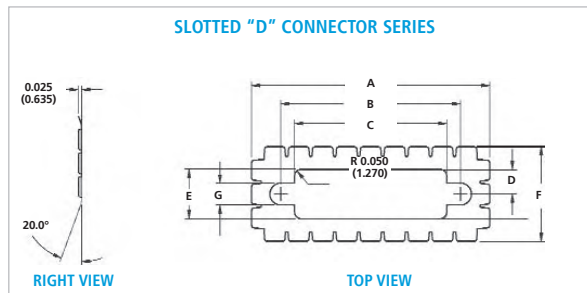 SLOTTED “D” CONNECTOR SERIES
0.025
(0.635)
A
B
C
R 0.050
(1.270)
D
E
G
F
20.0°
RIGHT VIEW
TOP VIEW